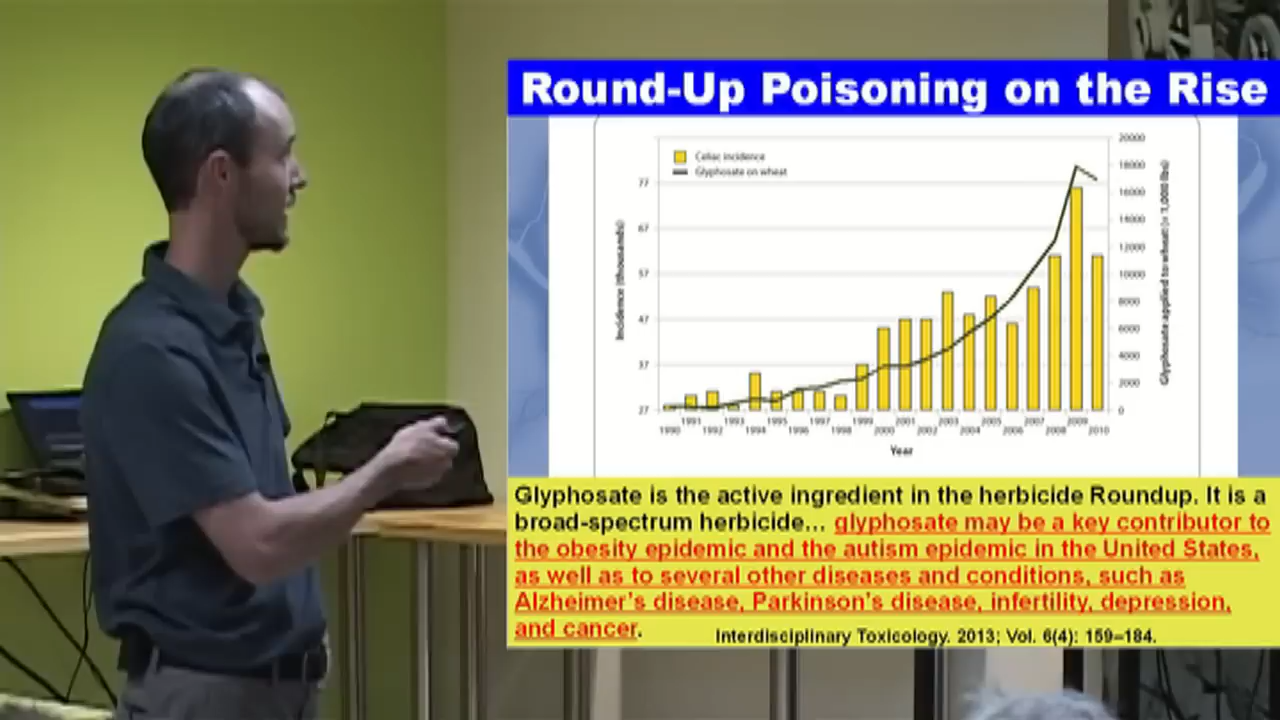 Round-Up Poisoning on the Rise
20000
Celiac incidence
Glyphosate on wheat
18000
77
16000
14000
67
12000
57
10000
8000
47
6000
4000
37
2000
27
0
Incidence (thousands)
Glyphosate applied to wheat (x 1,000 lbs)
1991 1993 1995 1997 1999 2001 2003 2005 2007 2009
1990 1992 1994 1996 1998 2000 2002 2004 2006 2008 2010
Year
Glyphosate is the active ingredient in the herbicide Roundup. It is a
broad-spectrum herbicide... glyphosate may be a key contributor to
the obesity epidemic and the autism epidemic in the United States,
as well as to several other diseases and conditions, such as
Alzheimer's disease, Parkinson's disease, infertility, depression,
and cancer.
Interdisciplinary Toxicology. 2013; Vol. 6(4): 159–184.